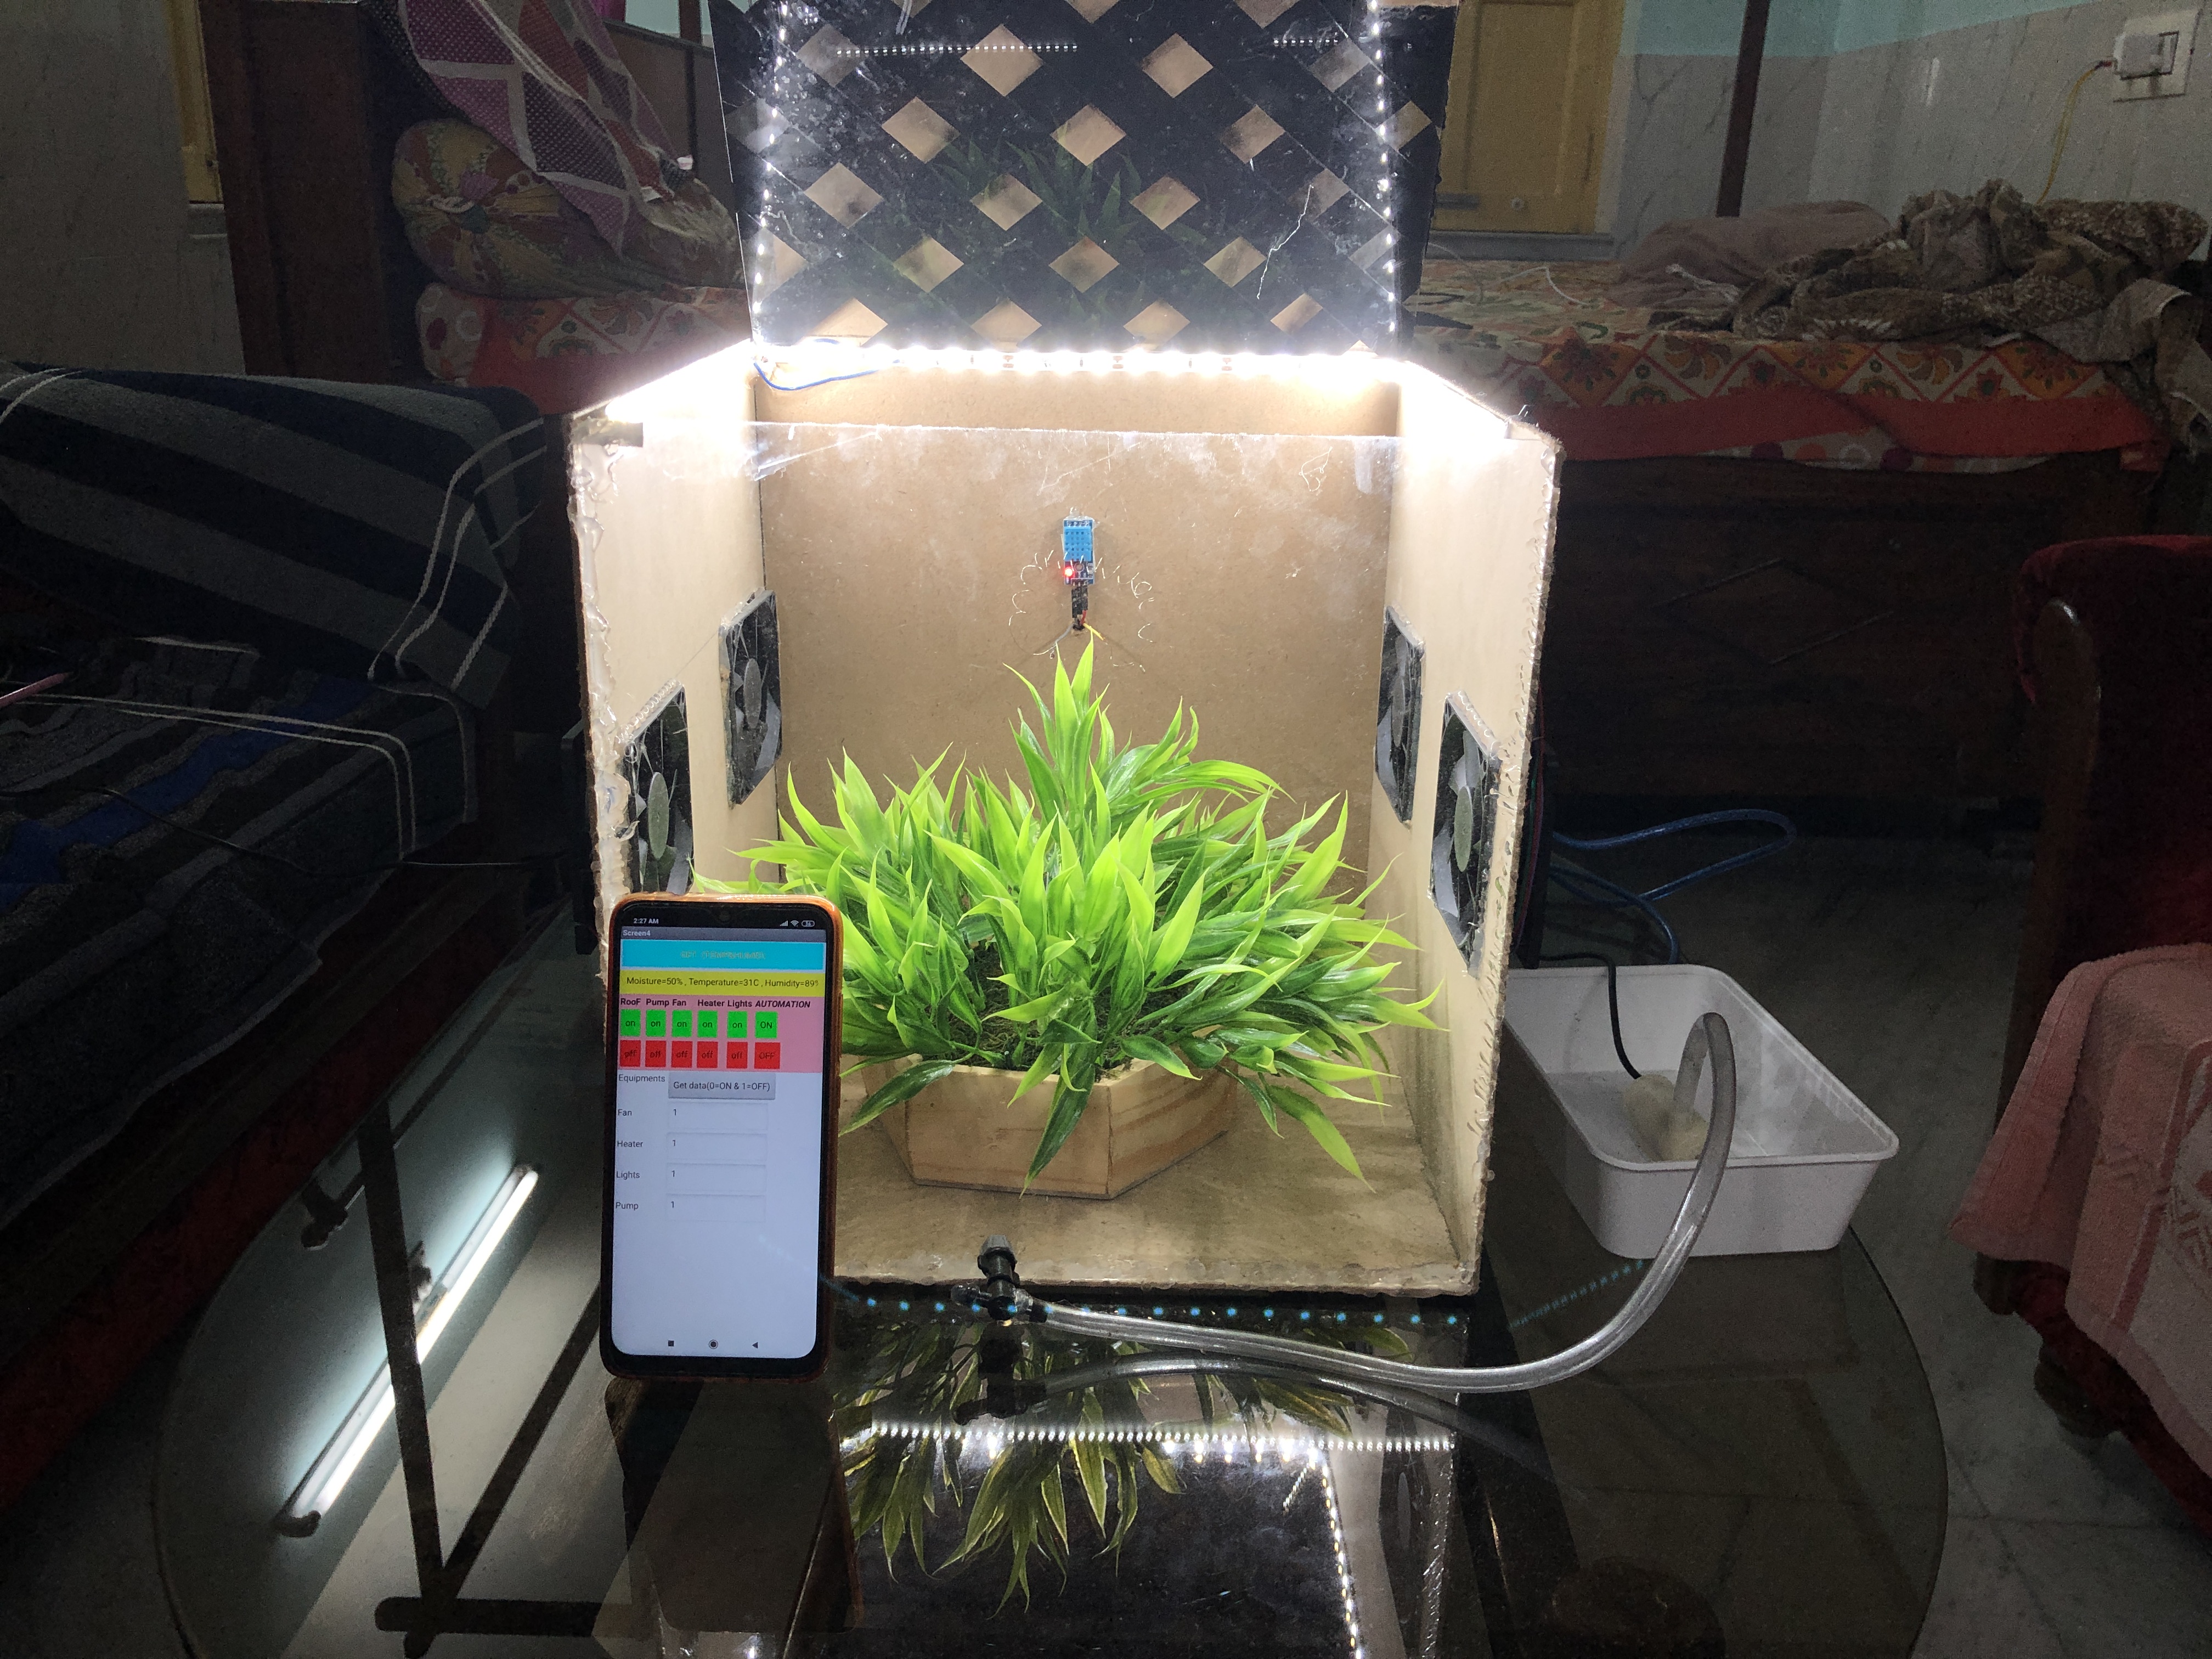 2:27 AM
Screen4
Moisture=50% , Temperature=31C , Humidity=89%
RooF Pump Fan Heater Lights AUTOMATION
on on on on on ON
off off off off off OFF
Equipments Get data(0=ON & 1=OFF)
Fan 1
Heater 1
Lights 1
Pump 1